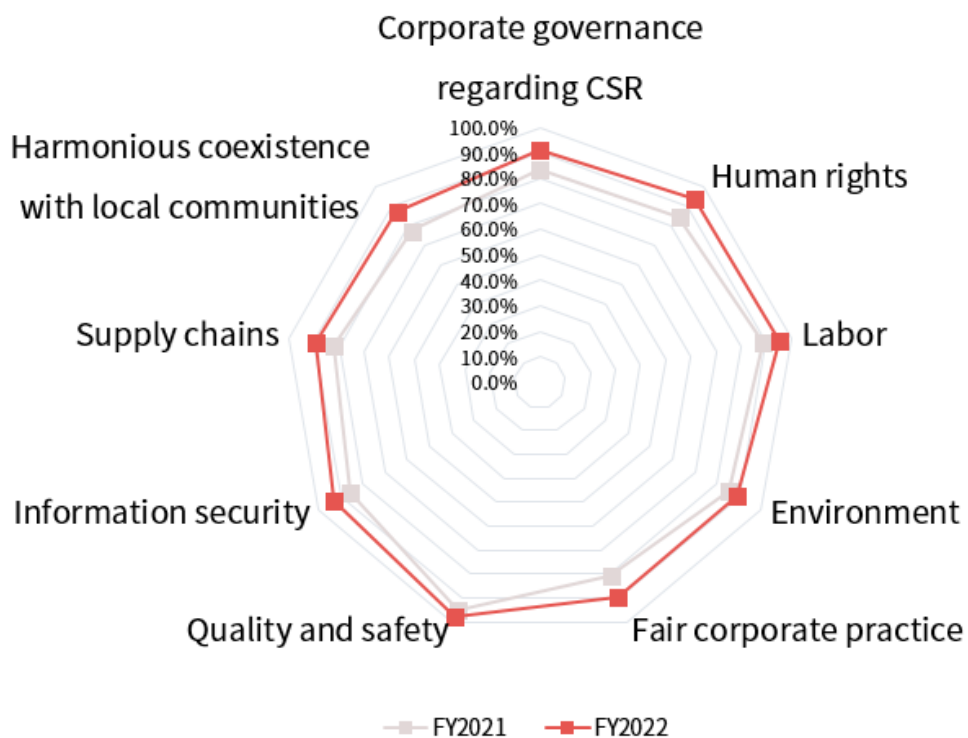 Corporate governance
regarding CSR
100.0%
90.0%
80.0%
70.0%
60.0%
50.0%
40.0%
30.0%
20.0%
10.0%
0.0%
Harmonious coexistence
with local communities
Human rights
Supply chains
Labor
Information security
Environment
Quality and safety
Fair corporate practice
FY2021
FY2022